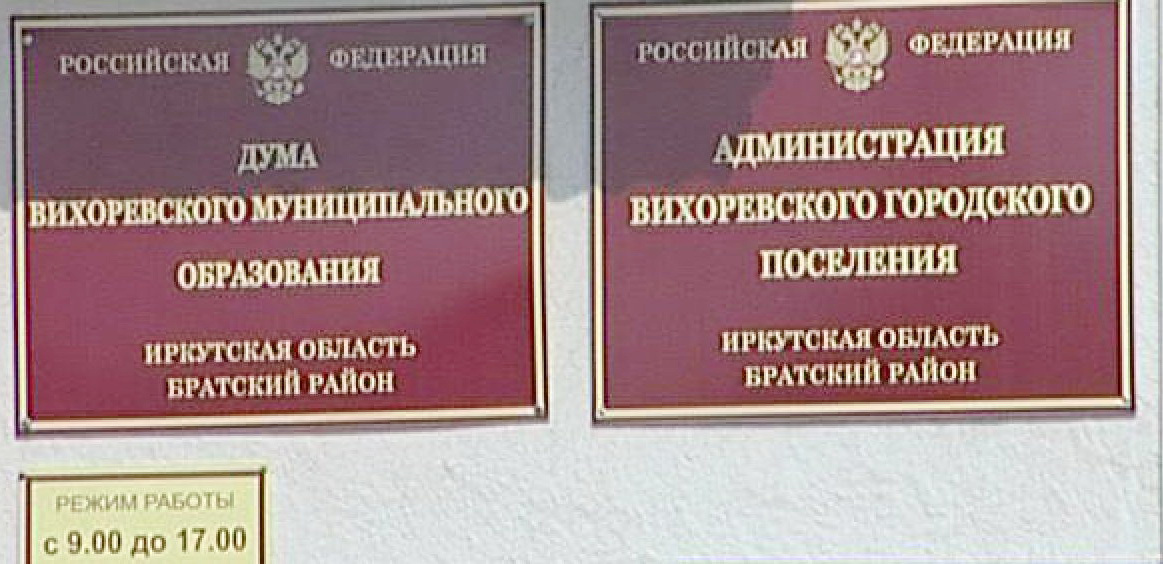 РОССИЙСКАЯ ФЕДЕРАЦИЯ
ДУМА
ВИХОРЕВСКОГО МУНИЦИПАЛЬНОГО
ОБРАЗОВАНИЯ
ИРКУТСКАЯ ОБЛАСТЬ
БРАТСКИЙ РАЙОН
РОССИЙСКАЯ ФЕДЕРАЦИЯ
АДМИНИСТРАЦИЯ
ВИХОРЕВСКОГО ГОРОДСКОГО
ПОСЕЛЕНИЯ
ИРКУТСКАЯ ОБЛАСТЬ
БРАТСКИЙ РАЙОН
РЕЖИМ РАБОТЫ
с 9.00 до 17.00